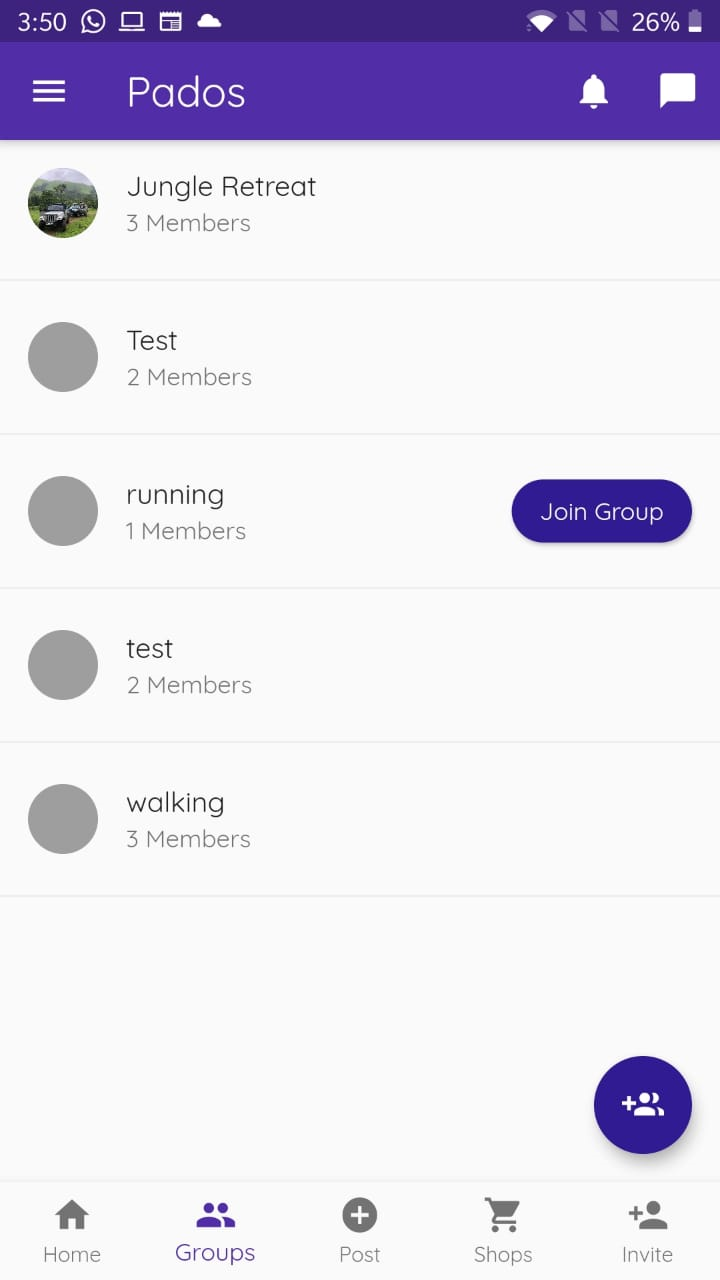 3:50 26%
Pados
Jungle Retreat
3 Members
Test
2 Members
running
1 Members
Join Group
test
2 Members
walking
3 Members
Home Groups Post Shops Invite